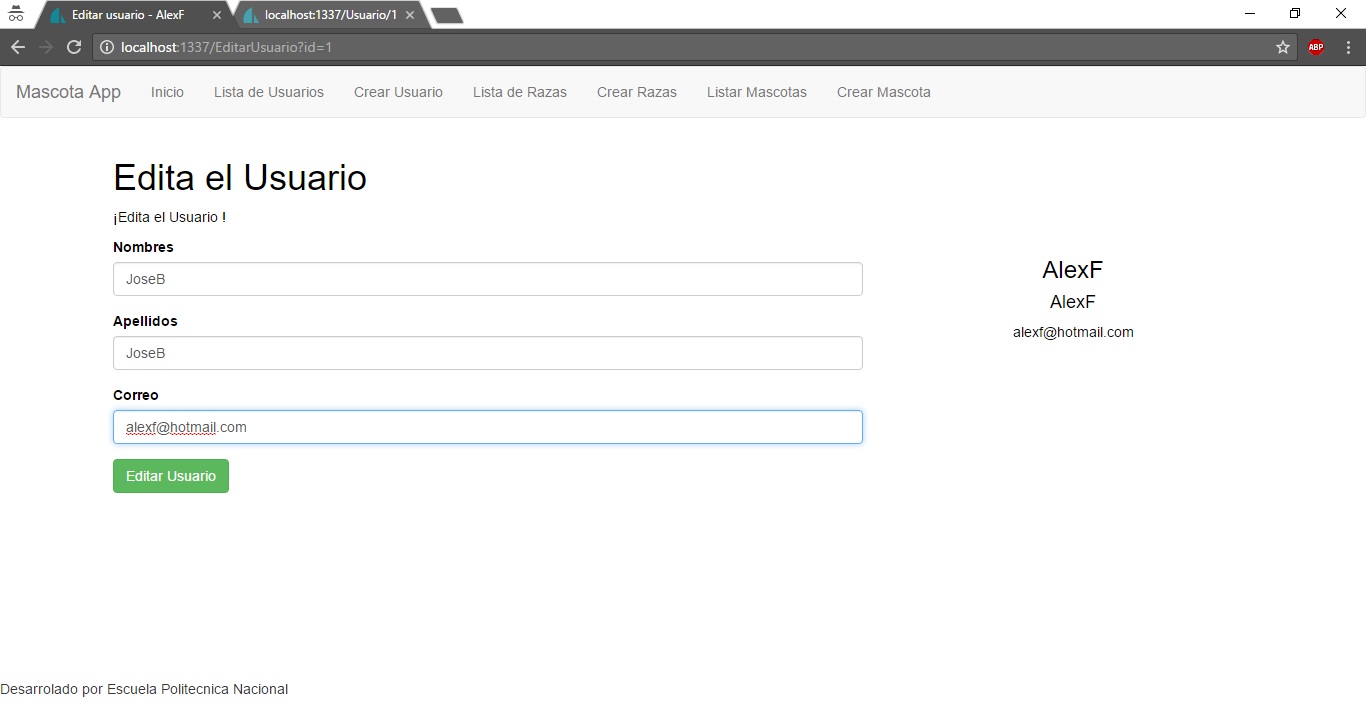 Editar usuario - AlexF
localhost:1337/Usuario/1
localhost:1337/EditarUsuario?id=1
ABP
Mascota App Inicio Lista de Usuarios Crear Usuario Lista de Razas Crear Razas Listar Mascotas Crear Mascota
Edita el Usuario
¡Edita el Usuario !
Nombres
JoseB
Apellidos
JoseB
Correo
alexf@hotmail.com
Editar Usuario
AlexF
AlexF
alexf@hotmail.com
Desarrolado por Escuela Politecnica Nacional